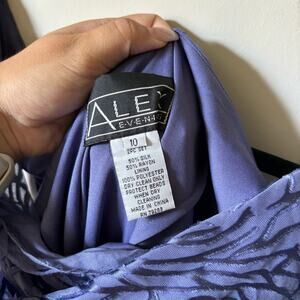 ALEX
E·V·E·N·I
10
2PC SET
50% SILK
50% RAYON
LINING
100% POLYESTER
DRY CLEAN ONLY
PROTECT BEADS
WHEN DRY
CLEANING
MADE IN CHINA